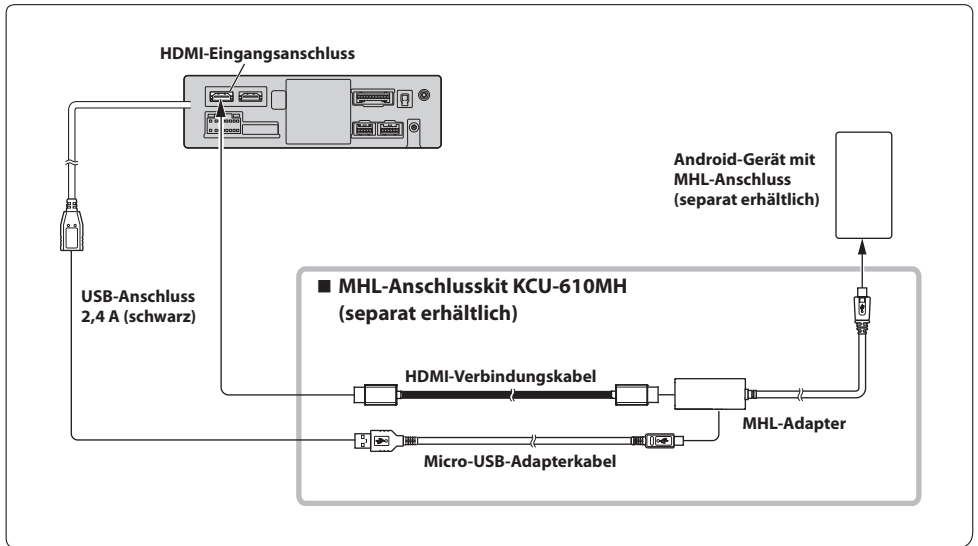 HDMI-Eingangsanschluss
Android-Gerät mit
MHL-Anschluss
(separat erhältlich)
USB-Anschluss
2,4 A (schwarz)
■ MHL-Anschlusskit KCU-610MH
(separat erhältlich)
HDMI-Verbindungskabel
MHL-Adapter
Micro-USB-Adapterkabel